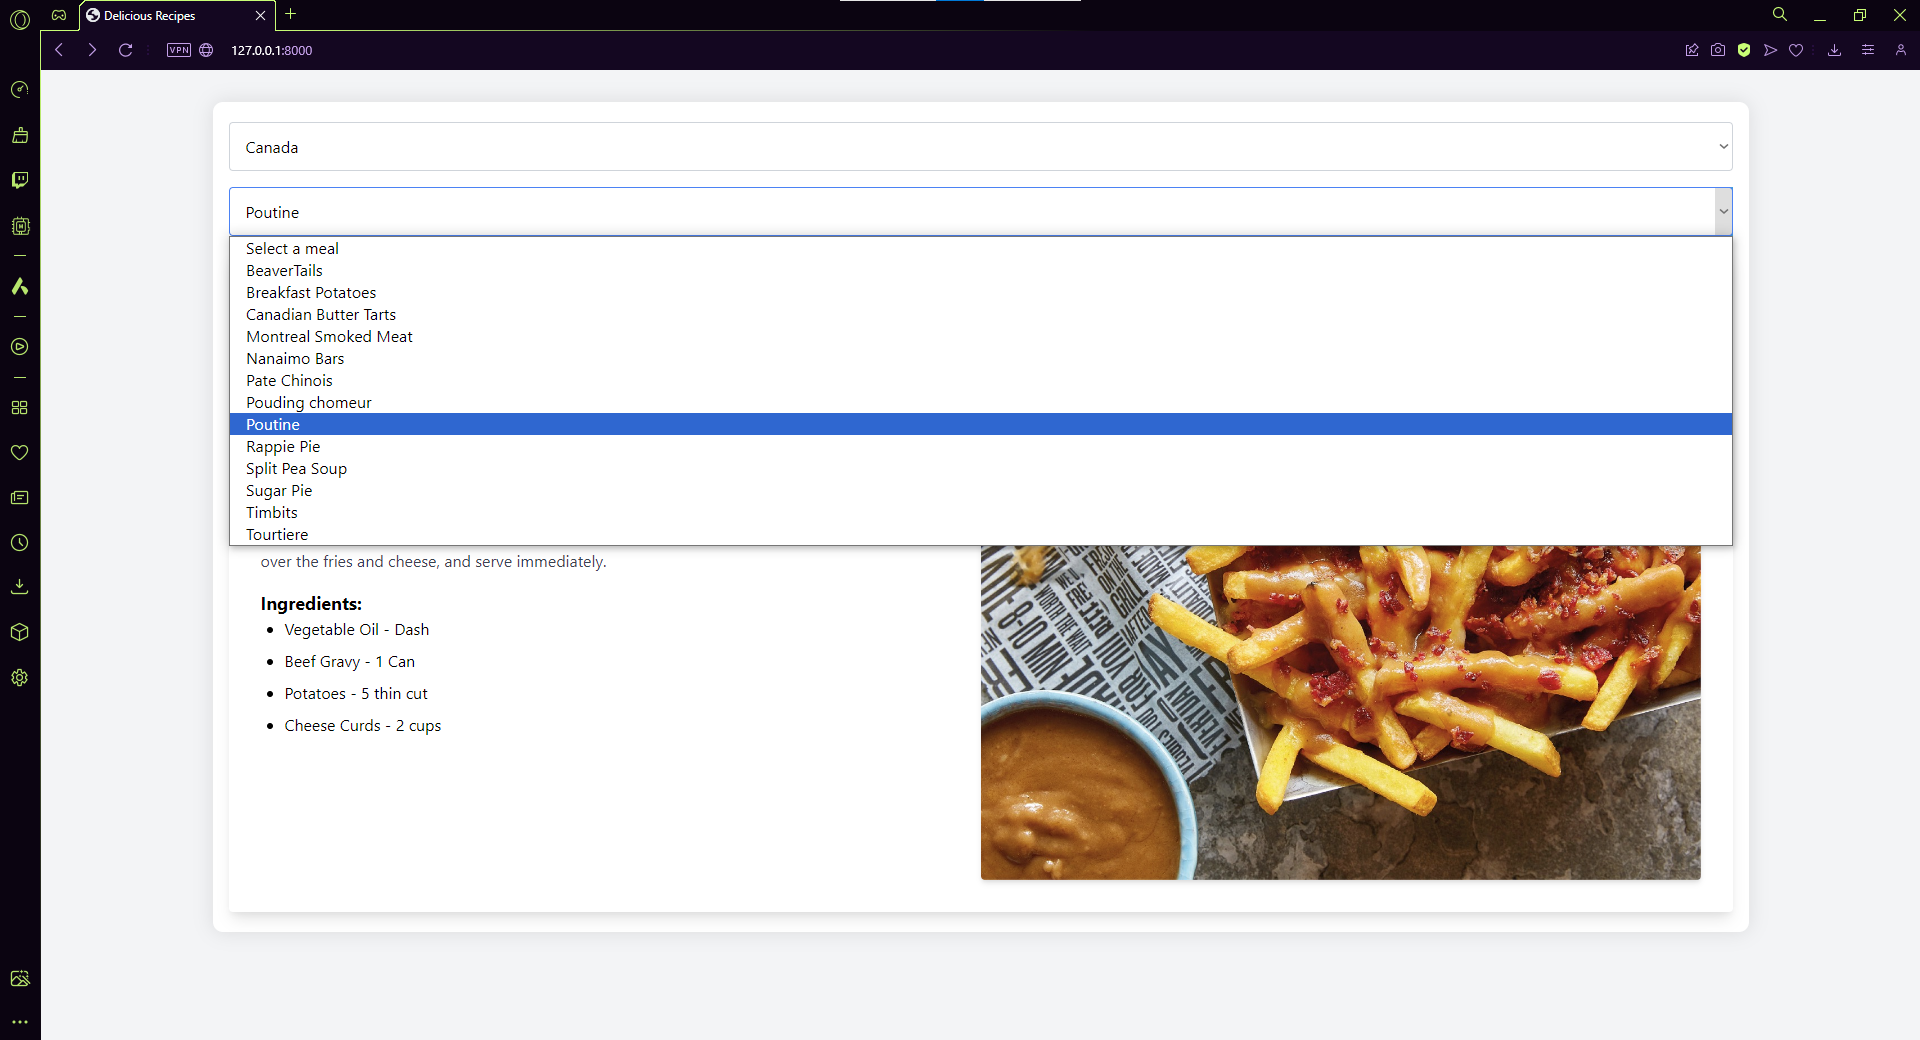 Delicious Recipes
VPN
127.0.0.1:8000
Canada
Poutine
Select a meal
BeaverTails
Breakfast Potatoes
Canadian Butter Tarts
Montreal Smoked Meat
Nanaimo Bars
Pate Chinois
Pouding chomeur
Poutine
Rappie Pie
Split Pea Soup
Sugar Pie
Timbits
Tourtiere
over the fries and cheese, and serve immediately.
Ingredients:
Vegetable Oil - Dash
Beef Gravy - 1 Can
Potatoes - 5 thin cut
Cheese Curds - 2 cups